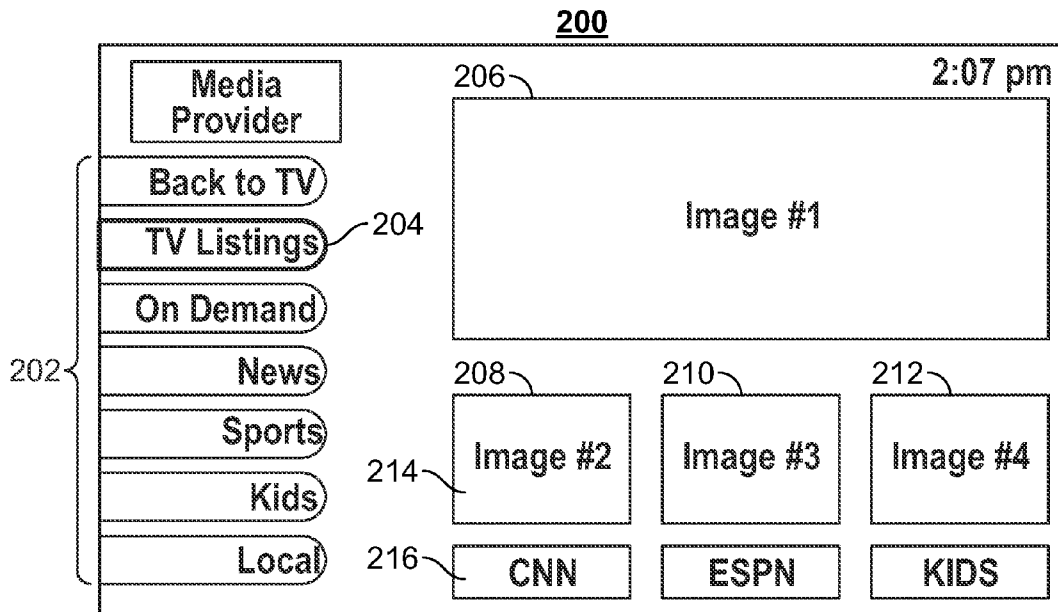 200
2:07 pm
Media
Provider
206
Back to TV
TV Listings
204
On Demand
News
Sports
Kids
Local
202
Image #1
208
210
212
Image #2
Image #3
Image #4
214
216
CNN
ESPN
KIDS